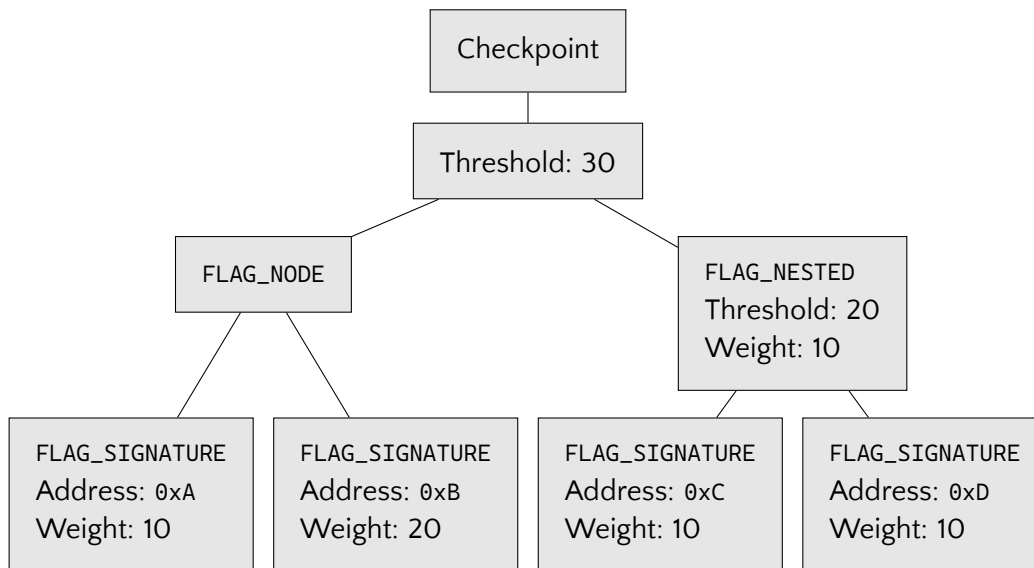 Checkpoint
Threshold: 30
FLAG_NODE
FLAG_NESTED
Threshold: 20
Weight: 10
FLAG_SIGNATURE
Address: 0xA
Weight: 10
FLAG_SIGNATURE
Address: 0xB
Weight: 20
FLAG_SIGNATURE
Address: 0xC
Weight: 10
FLAG_SIGNATURE
Address: 0xD
Weight: 10